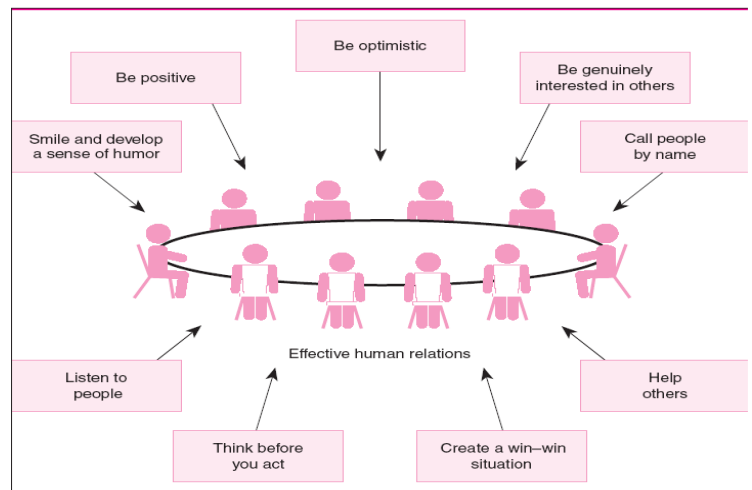 Be optimistic
Be positive
Be genuinely
interested in others
Smile and develop
a sense of humor
Call people
by name
Effective human relations
Listen to
people
Help
others
Think before
you act
Create a win–win
situation